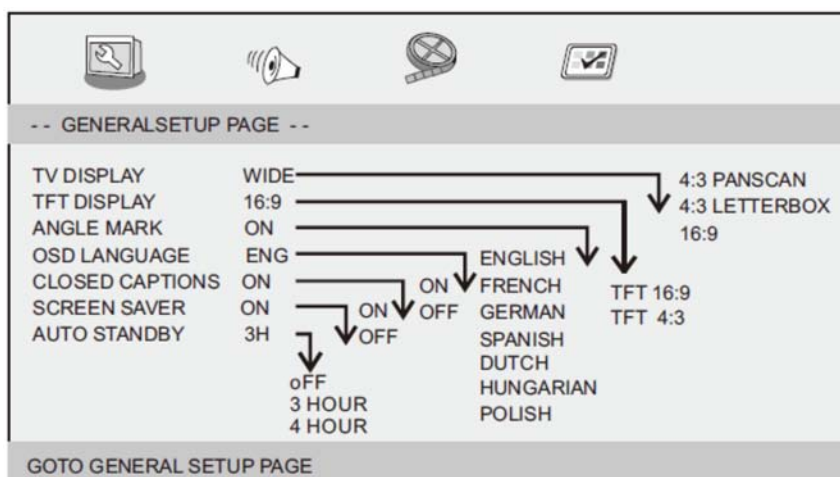 -- GENERALSETUP PAGE --
TV DISPLAY WIDE
TFT DISPLAY 16:9
ANGLE MARK ON
OSD LANGUAGE ENG
CLOSED CAPTIONS ON
SCREEN SAVER ON
AUTO STANDBY 3H
4:3 PANSCAN
4:3 LETTERBOX
16:9
TFT 16:9
TFT 4:3
ENGLISH
FRENCH
GERMAN
SPANISH
DUTCH
HUNGARIAN
POLISH
ON
OFF
ON
OFF
oFF
3 HOUR
4 HOUR
GOTO GENERAL SETUP PAGE